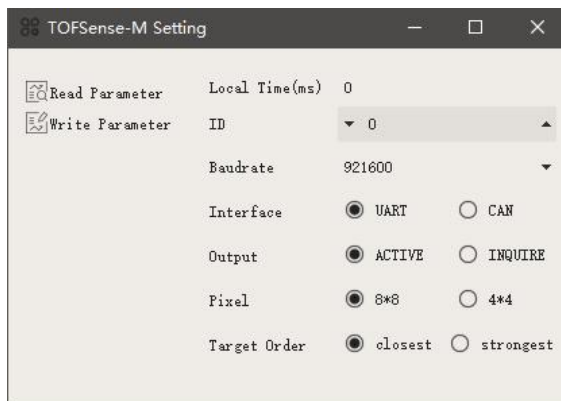 TOFSense-M Setting
Read Parameter
Write Parameter
Local Time(ms) 0
ID 0
Baudrate 921600
Interface UART CAN
Output ACTIVE INQUIRE
Pixel 8*8 4*4
Target Order closest strongest